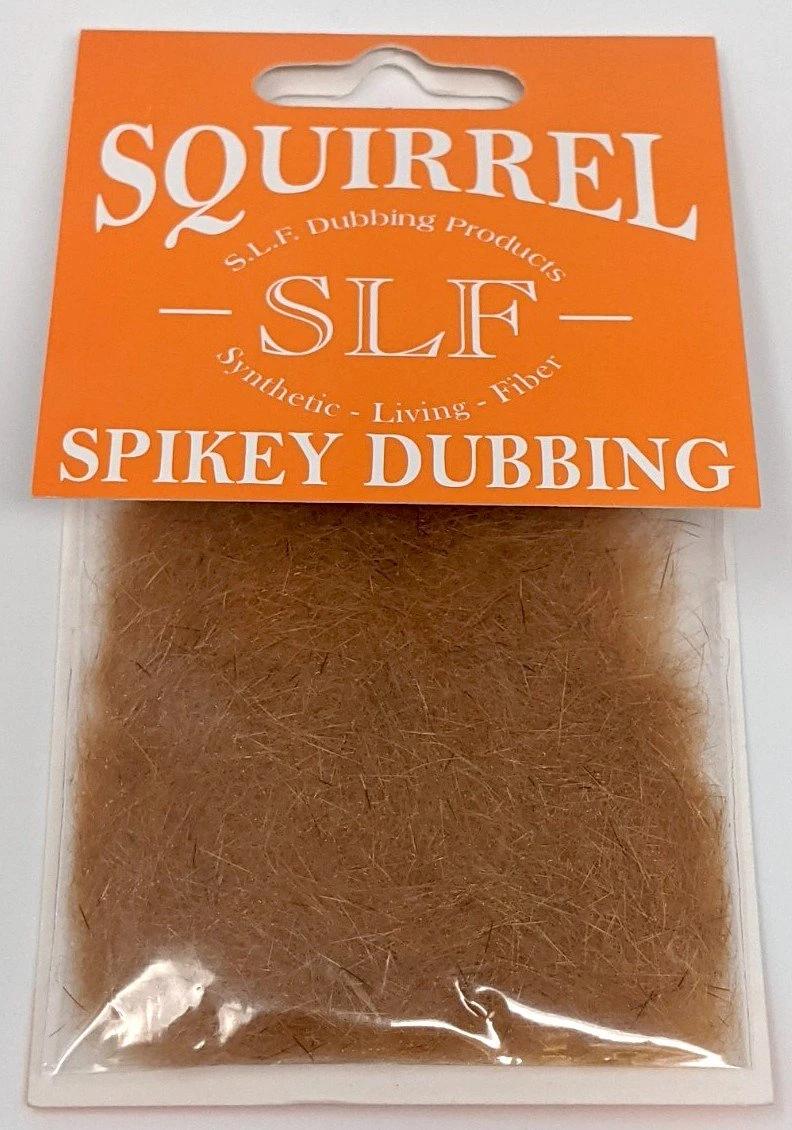 SQUIRREL
S.L.F. Dubbing Products
— SLF —
Synthetic - Living - Fiber
SPIKEY DUBBING